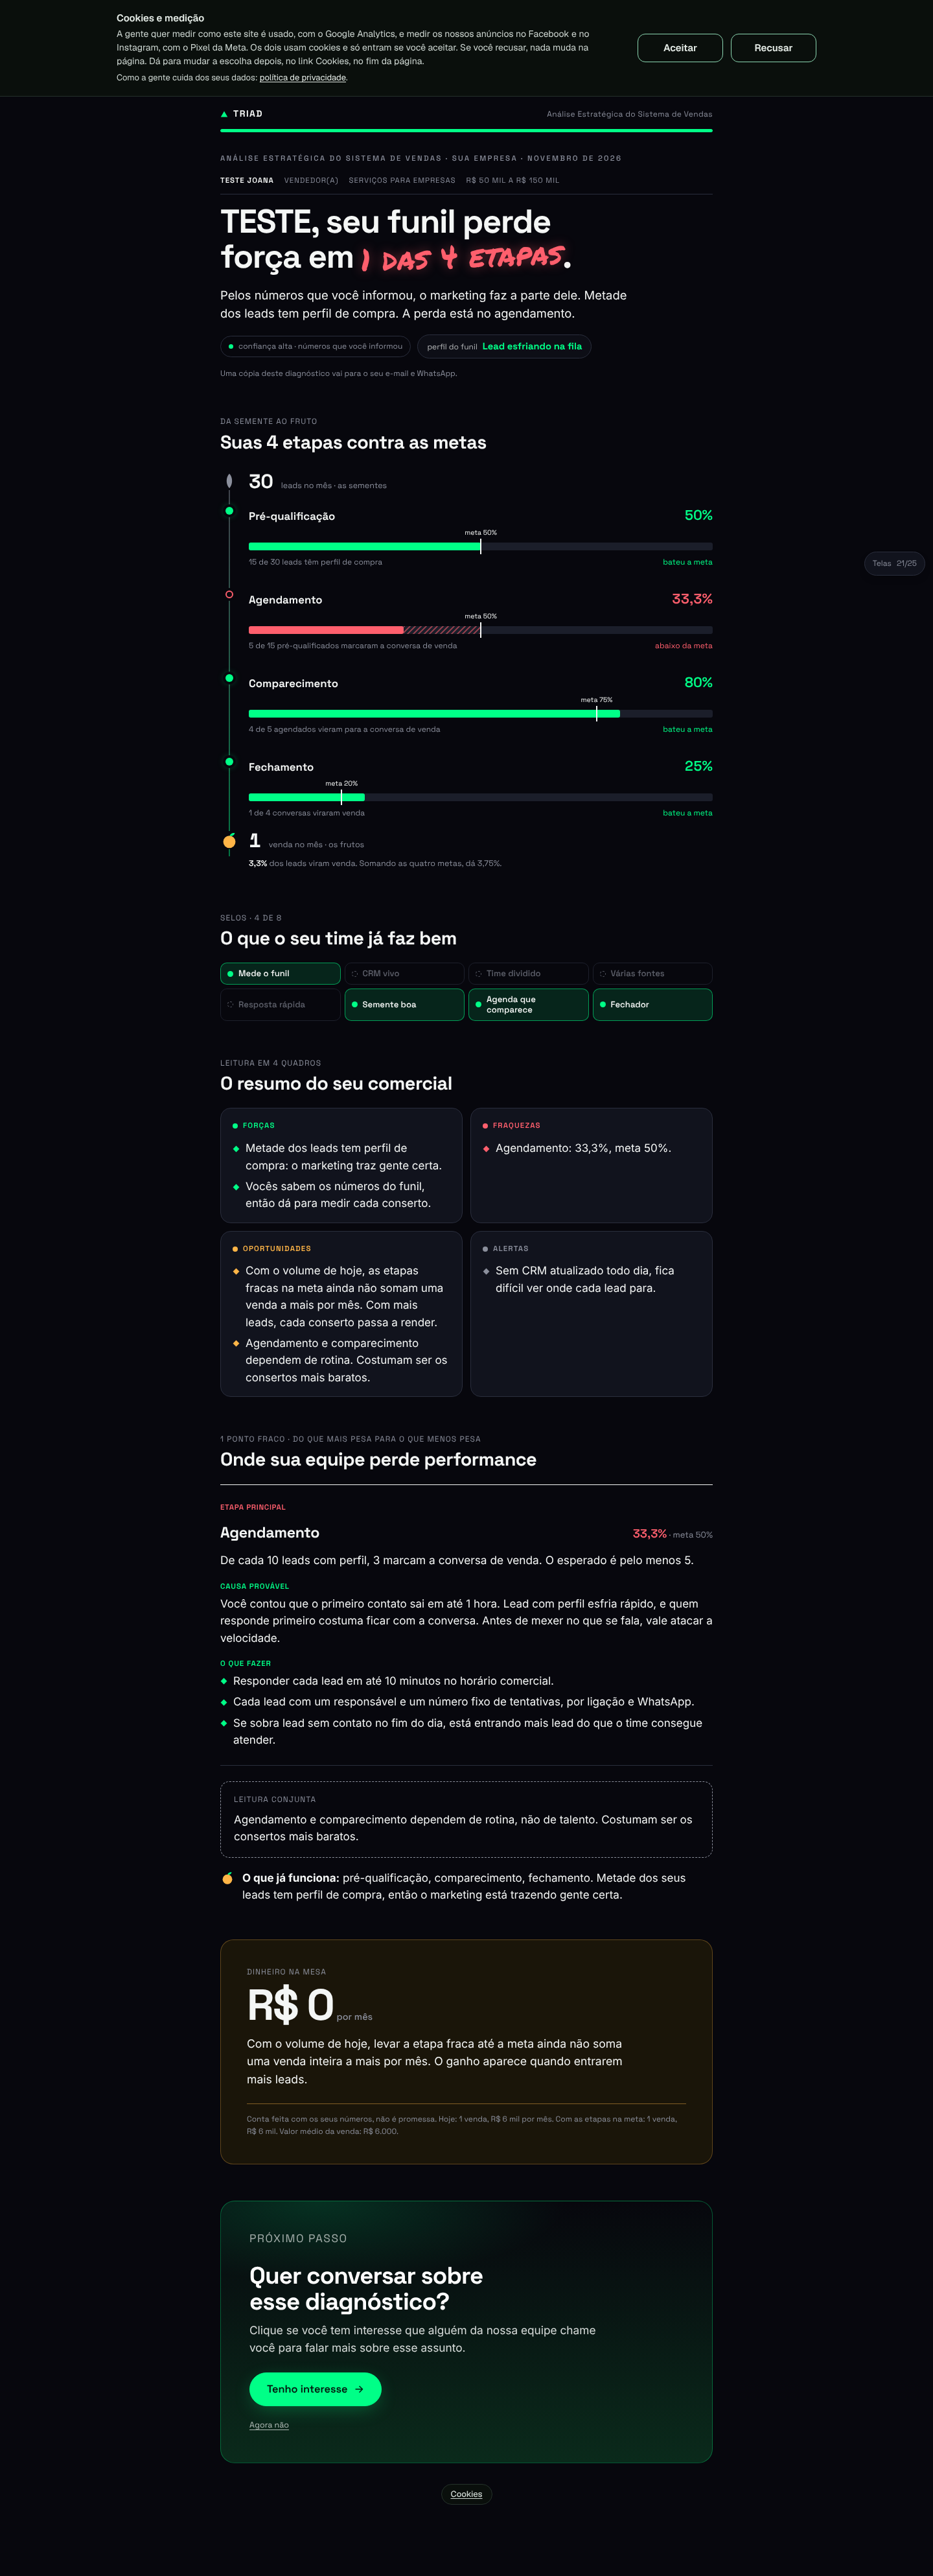 Cookies e medição
A gente quer medir como este site é usado, com o Google Analytics, e medir os nossos anúncios no Facebook e no
Instagram, com o Pixel da Meta. Os dois usam cookies e só entram se você aceitar. Se você recusar, nada muda na
página. Dá para mudar a escolha depois, no link Cookies, no fim da página.
Como a gente cuida dos seus dados: política de privacidade.
Aceitar
Recusar
TRIAD
Análise Estratégica do Sistema de Vendas
ANÁLISE ESTRATÉGICA DO SISTEMA DE VENDAS · SUA EMPRESA · NOVEMBRO DE 2026
TESTE JOANA VENDEDOR(A) SERVIÇOS PARA EMPRESAS R$ 50 MIL A R$ 150 MIL
TESTE, seu funil perde
força em 1 DAS 4 ETAPAS.
Pelos números que você informou, o marketing faz a parte dele. Metade
dos leads tem perfil de compra. A perda está no agendamento.
confiança alta · números que você informou
perfil do funil Lead esfriando na fila
Uma cópia deste diagnóstico vai para o seu e-mail e WhatsApp.
DA SEMENTE AO FRUTO
Suas 4 etapas contra as metas
30 leads no mês · as sementes
Pré-qualificação 50%
meta 50%
15 de 30 leads têm perfil de compra bateu a meta
Telas 21/25
Agendamento 33,3%
meta 50%
5 de 15 pré-qualificados marcaram a conversa de venda abaixo da meta
Comparecimento 80%
meta 75%
4 de 5 agendados vieram para a conversa de venda bateu a meta
Fechamento 25%
meta 20%
1 de 4 conversas viraram venda bateu a meta
1 venda no mês · os frutos
3,3% dos leads viram venda. Somando as quatro metas, dá 3,75%.
SELOS · 4 DE 8
O que o seu time já faz bem
Mede o funil
CRM vivo
Time dividido
Várias fontes
Resposta rápida
Semente boa
Agenda que
comparece
Fechador
LEITURA EM 4 QUADROS
O resumo do seu comercial
FORÇAS
Metade dos leads tem perfil de
compra: o marketing traz gente certa.
Vocês sabem os números do funil,
então dá para medir cada conserto.
FRAQUEZAS
Agendamento: 33,3%, meta 50%.
OPORTUNIDADES
Com o volume de hoje, as etapas
fracas na meta ainda não somam uma
venda a mais por mês. Com mais
leads, cada conserto passa a render.
Agendamento e comparecimento
dependem de rotina. Costumam ser os
consertos mais baratos.
ALERTAS
Sem CRM atualizado todo dia, fica
difícil ver onde cada lead para.
1 PONTO FRACO · DO QUE MAIS PESA PARA O QUE MENOS PESA
Onde sua equipe perde performance
ETAPA PRINCIPAL
Agendamento 33,3% · meta 50%
De cada 10 leads com perfil, 3 marcam a conversa de venda. O esperado é pelo menos 5.
CAUSA PROVÁVEL
Você contou que o primeiro contato sai em até 1 hora. Lead com perfil esfria rápido, e quem
responde primeiro costuma ficar com a conversa. Antes de mexer no que se fala, vale atacar a
velocidade.
O QUE FAZER
Responder cada lead em até 10 minutos no horário comercial.
Cada lead com um responsável e um número fixo de tentativas, por ligação e WhatsApp.
Se sobra lead sem contato no fim do dia, está entrando mais lead do que o time consegue
atender.
LEITURA CONJUNTA
Agendamento e comparecimento dependem de rotina, não de talento. Costumam ser os
consertos mais baratos.
O que já funciona: pré-qualificação, comparecimento, fechamento. Metade dos seus
leads tem perfil de compra, então o marketing está trazendo gente certa.
DINHEIRO NA MESA
R$ 0 por mês
Com o volume de hoje, levar a etapa fraca até a meta ainda não soma
uma venda inteira a mais por mês. O ganho aparece quando entrarem
mais leads.
Conta feita com os seus números, não é promessa. Hoje: 1 venda, R$ 6 mil por mês. Com as etapas na meta: 1 venda,
R$ 6 mil. Valor médio da venda: R$ 6.000.
PRÓXIMO PASSO
Quer conversar sobre
esse diagnóstico?
Clique se você tem interesse que alguém da nossa equipe chame
você para falar mais sobre esse assunto.
Tenho interesse →
Agora não
Cookies